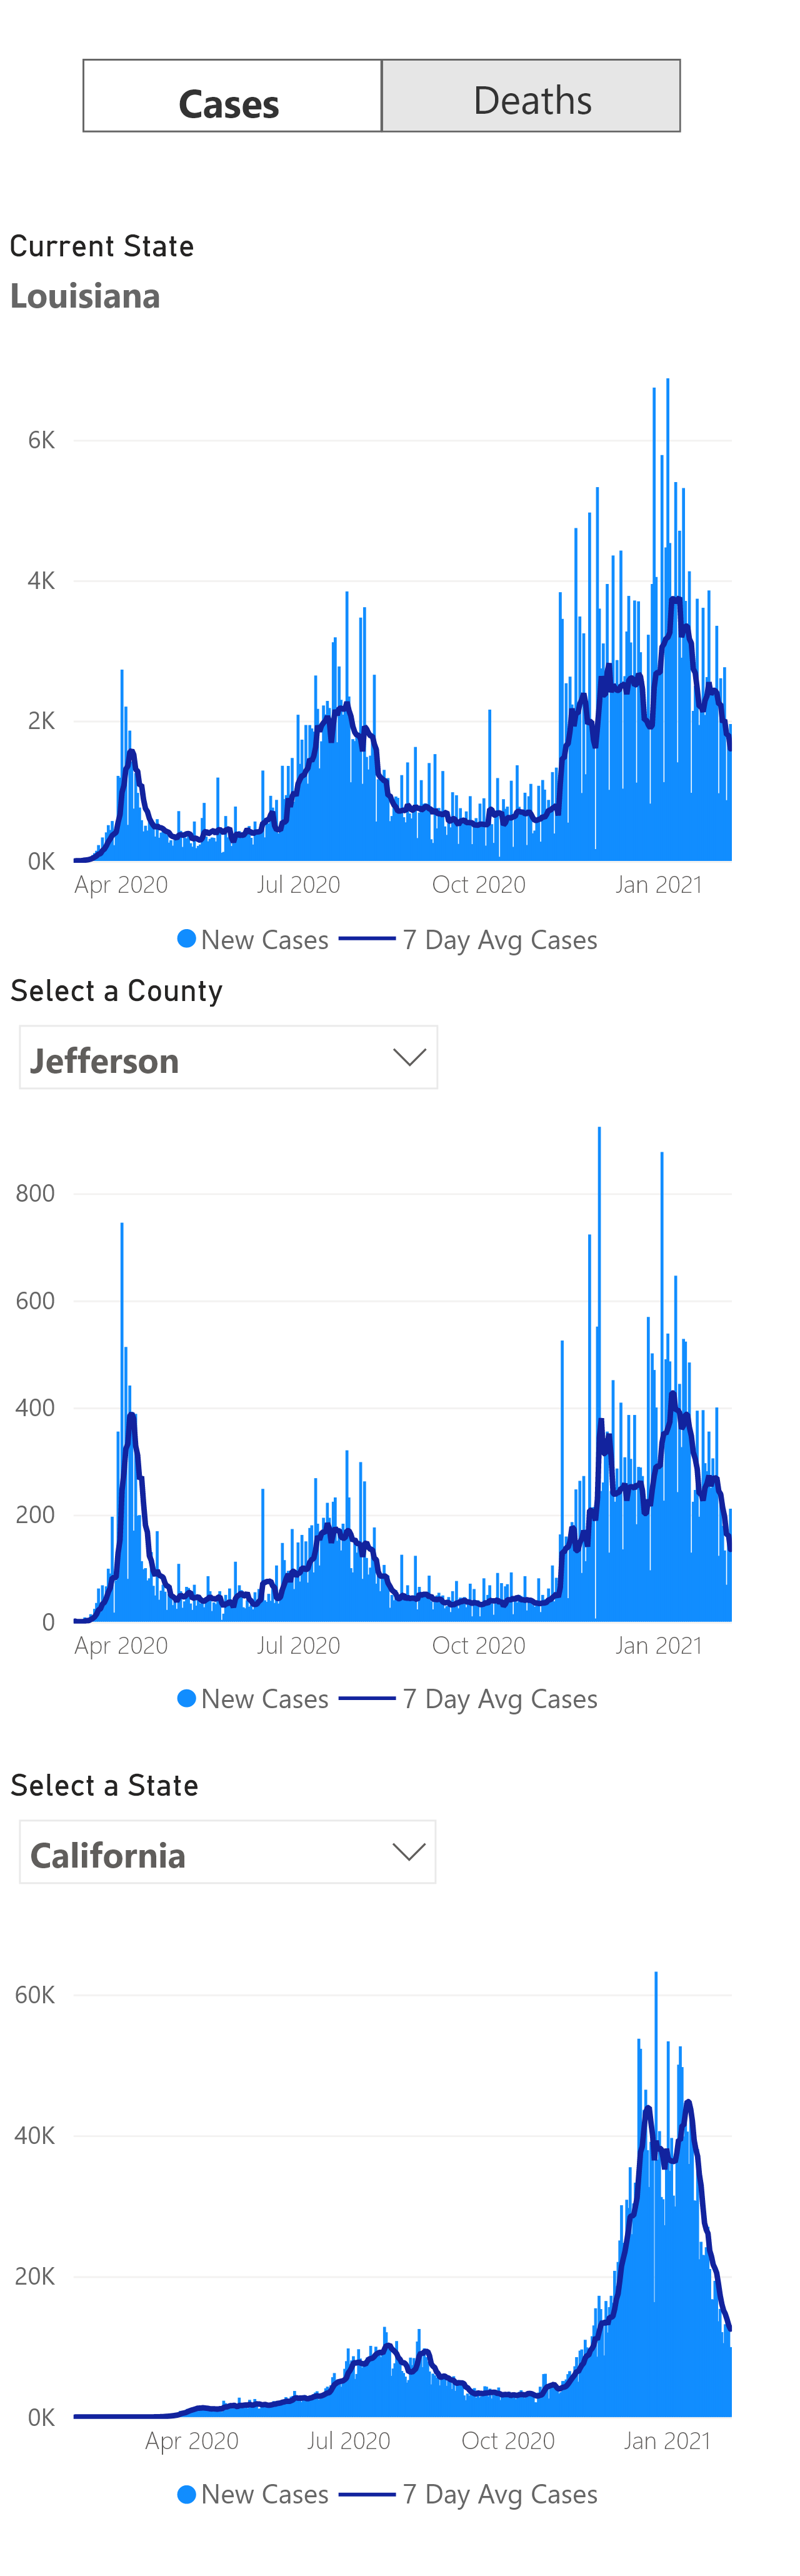 Cases Deaths
Current State
Louisiana
6K
4K
2K
0K
Apr 2020 Jul 2020 Oct 2020 Jan 2021
New Cases 7 Day Avg Cases
Select a County
Jefferson
800
600
400
200
0
Apr 2020 Jul 2020 Oct 2020 Jan 2021
New Cases 7 Day Avg Cases
Select a State
California
60K
40K
20K
0K
Apr 2020 Jul 2020 Oct 2020 Jan 2021
New Cases 7 Day Avg Cases